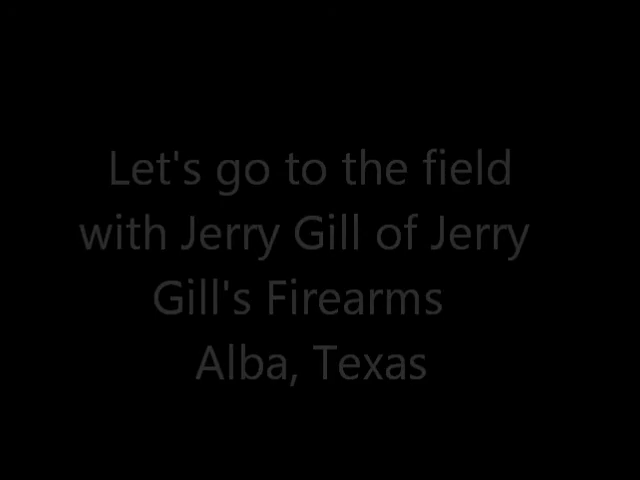 Let's go to the field
with Jerry Gill of Jerry
Gill's Firearms
Alba, Texas